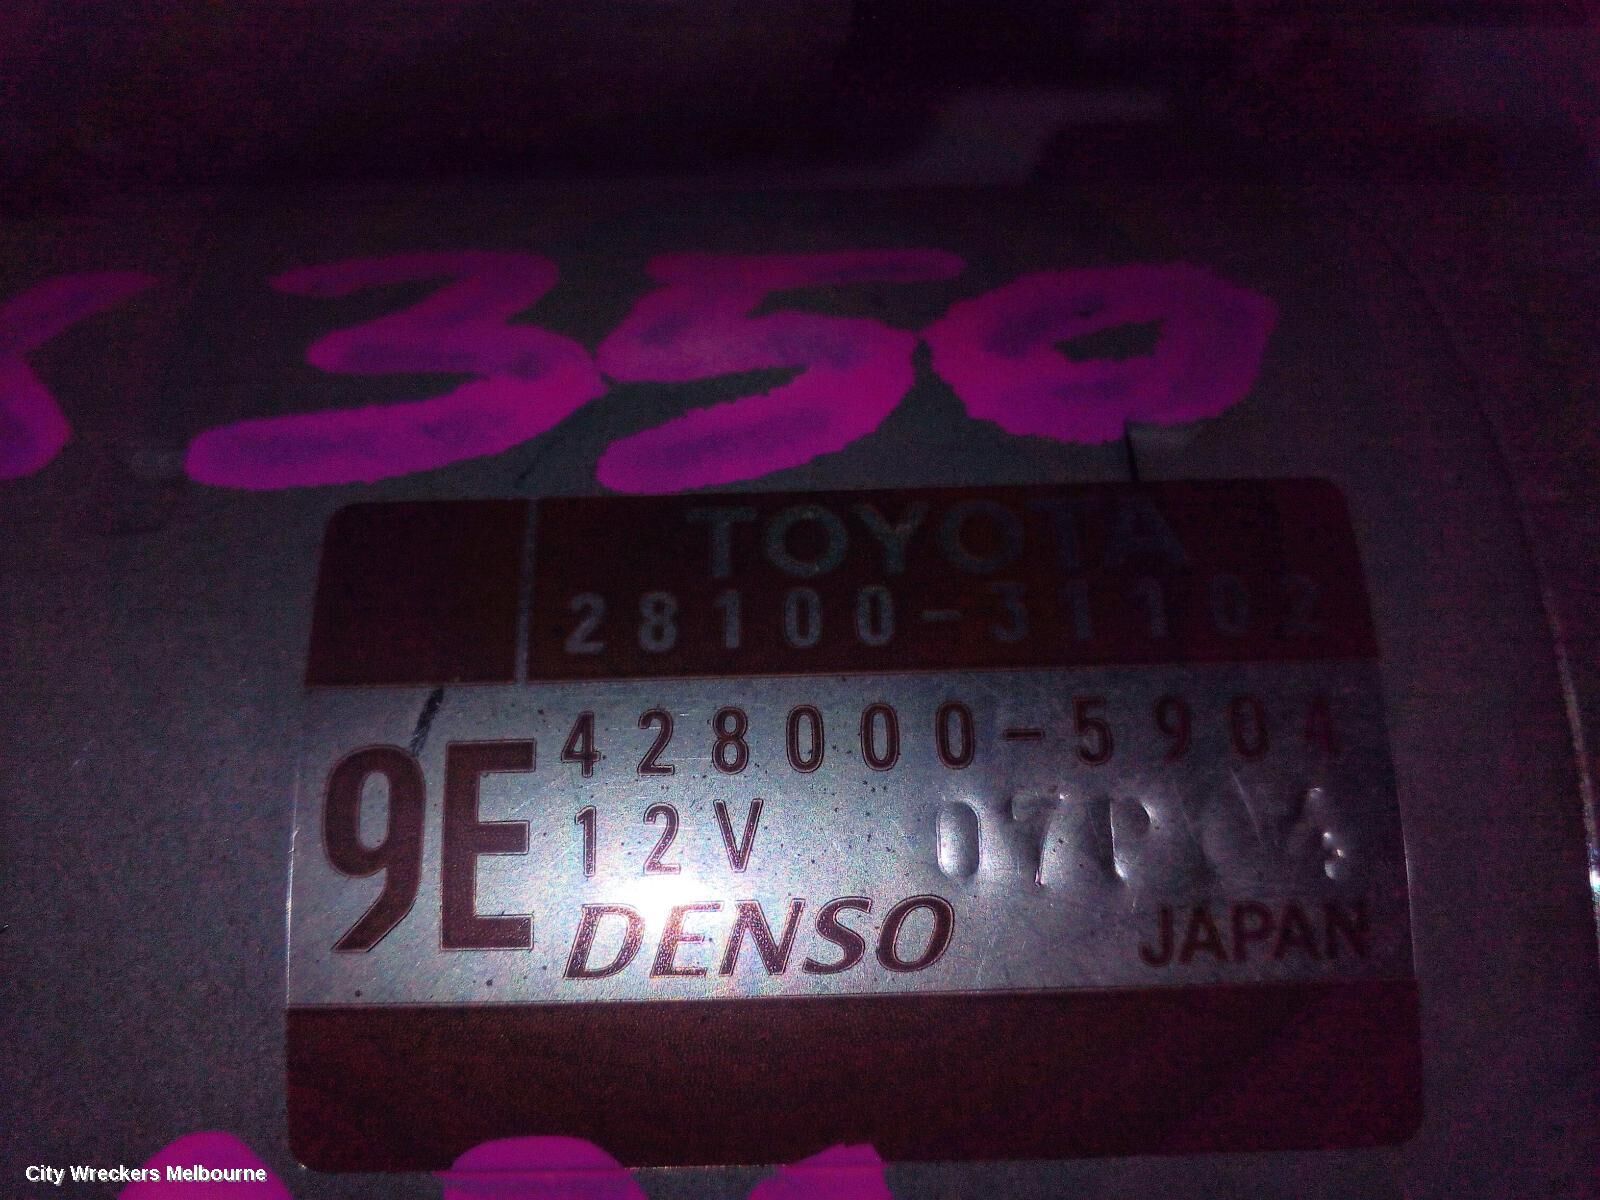 S 350
TOYOTA
28100-31102
9E
428000-5904
12V
DENSO
JAPAN
City Wreckers Melbourne